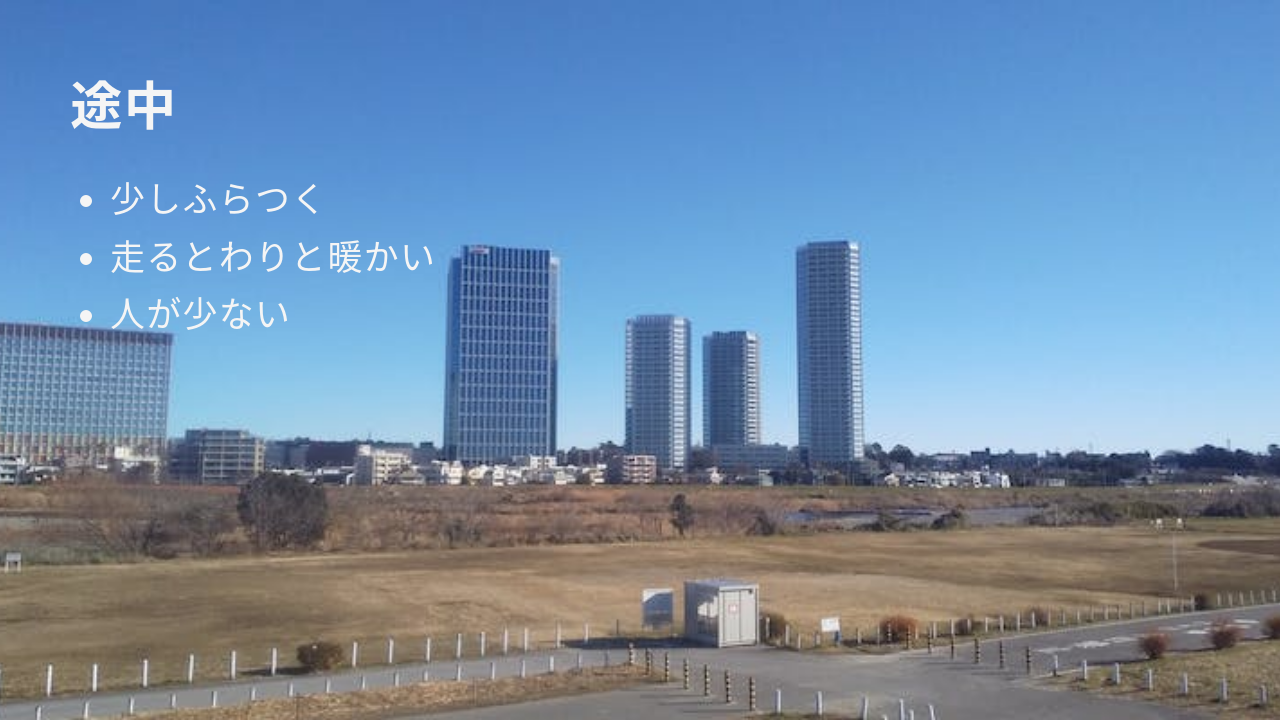 途中
少しふらつく
走るとわりと暖かい
人が少ない